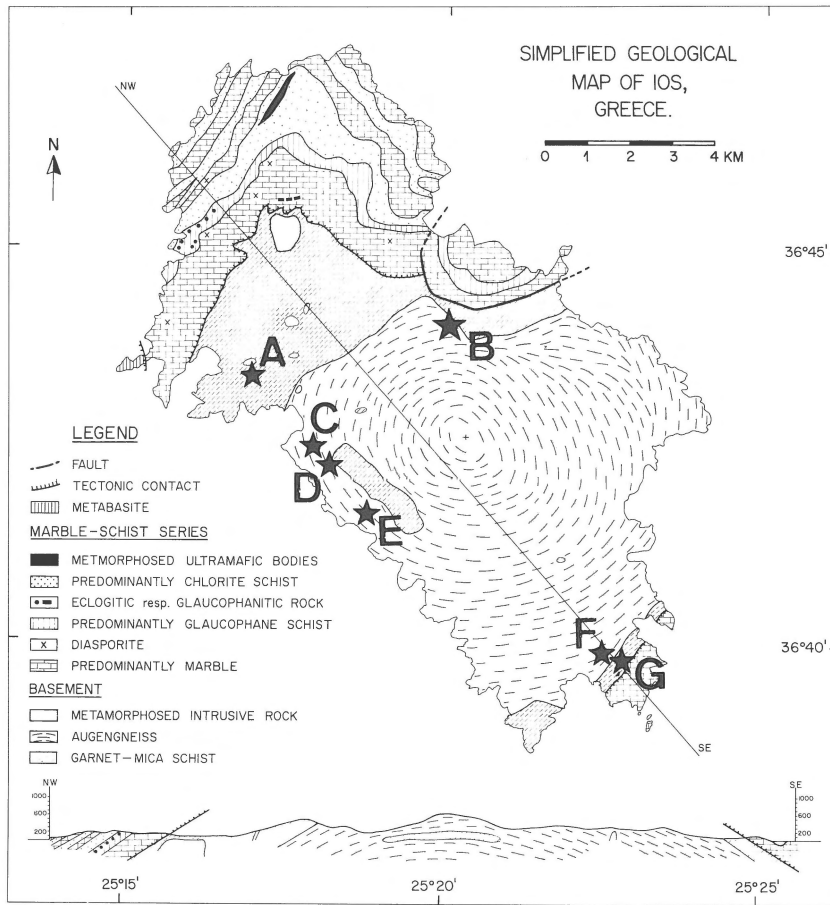 SIMPLIFIED GEOLOGICAL
MAP OF IOS,
GREECE.
0 1 2 3 4 KM
N
NW
36°45'
A
B
C
D
E
F
G
36°40'
SE
LEGEND
FAULT
TECTONIC CONTACT
METABASITE
MARBLE-SCHIST SERIES
METMORPHOSED ULTRAMAFIC BODIES
PREDOMINANTLY CHLORITE SCHIST
ECLOGITIC resp. GLAUCOPHANITIC ROCK
PREDOMINANTLY GLAUCOPHANE SCHIST
x DIASPORITE
PREDOMINANTLY MARBLE
BASEMENT
METAMORPHOSED INTRUSIVE ROCK
AUGENGNEISS
GARNET-MICA SCHIST
NW
SE
1000
600
200
1000
600
200
25°15'
25°20'
25°25'